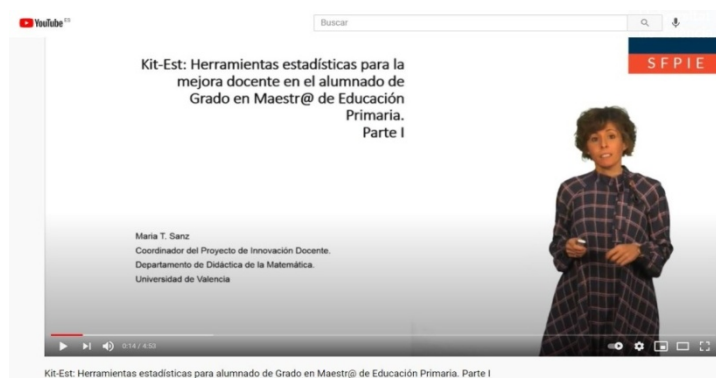 YouTube ES
Buscar
Kit-Est: Herramientas estadísticas para la
mejora docente en el alumnado de
Grado en Maestr@ de Educación
Primaria.
Parte I
SFPIE
Maria T. Sanz
Coordinador del Proyecto de Innovación Docente.
Departamento de Didáctica de la Matemática.
Universidad de Valencia
0:14 / 4:53
Kit-Est: Herramientas estadísticas para alumnado de Grado en Maestr@ de Educación Primaria. Parte I